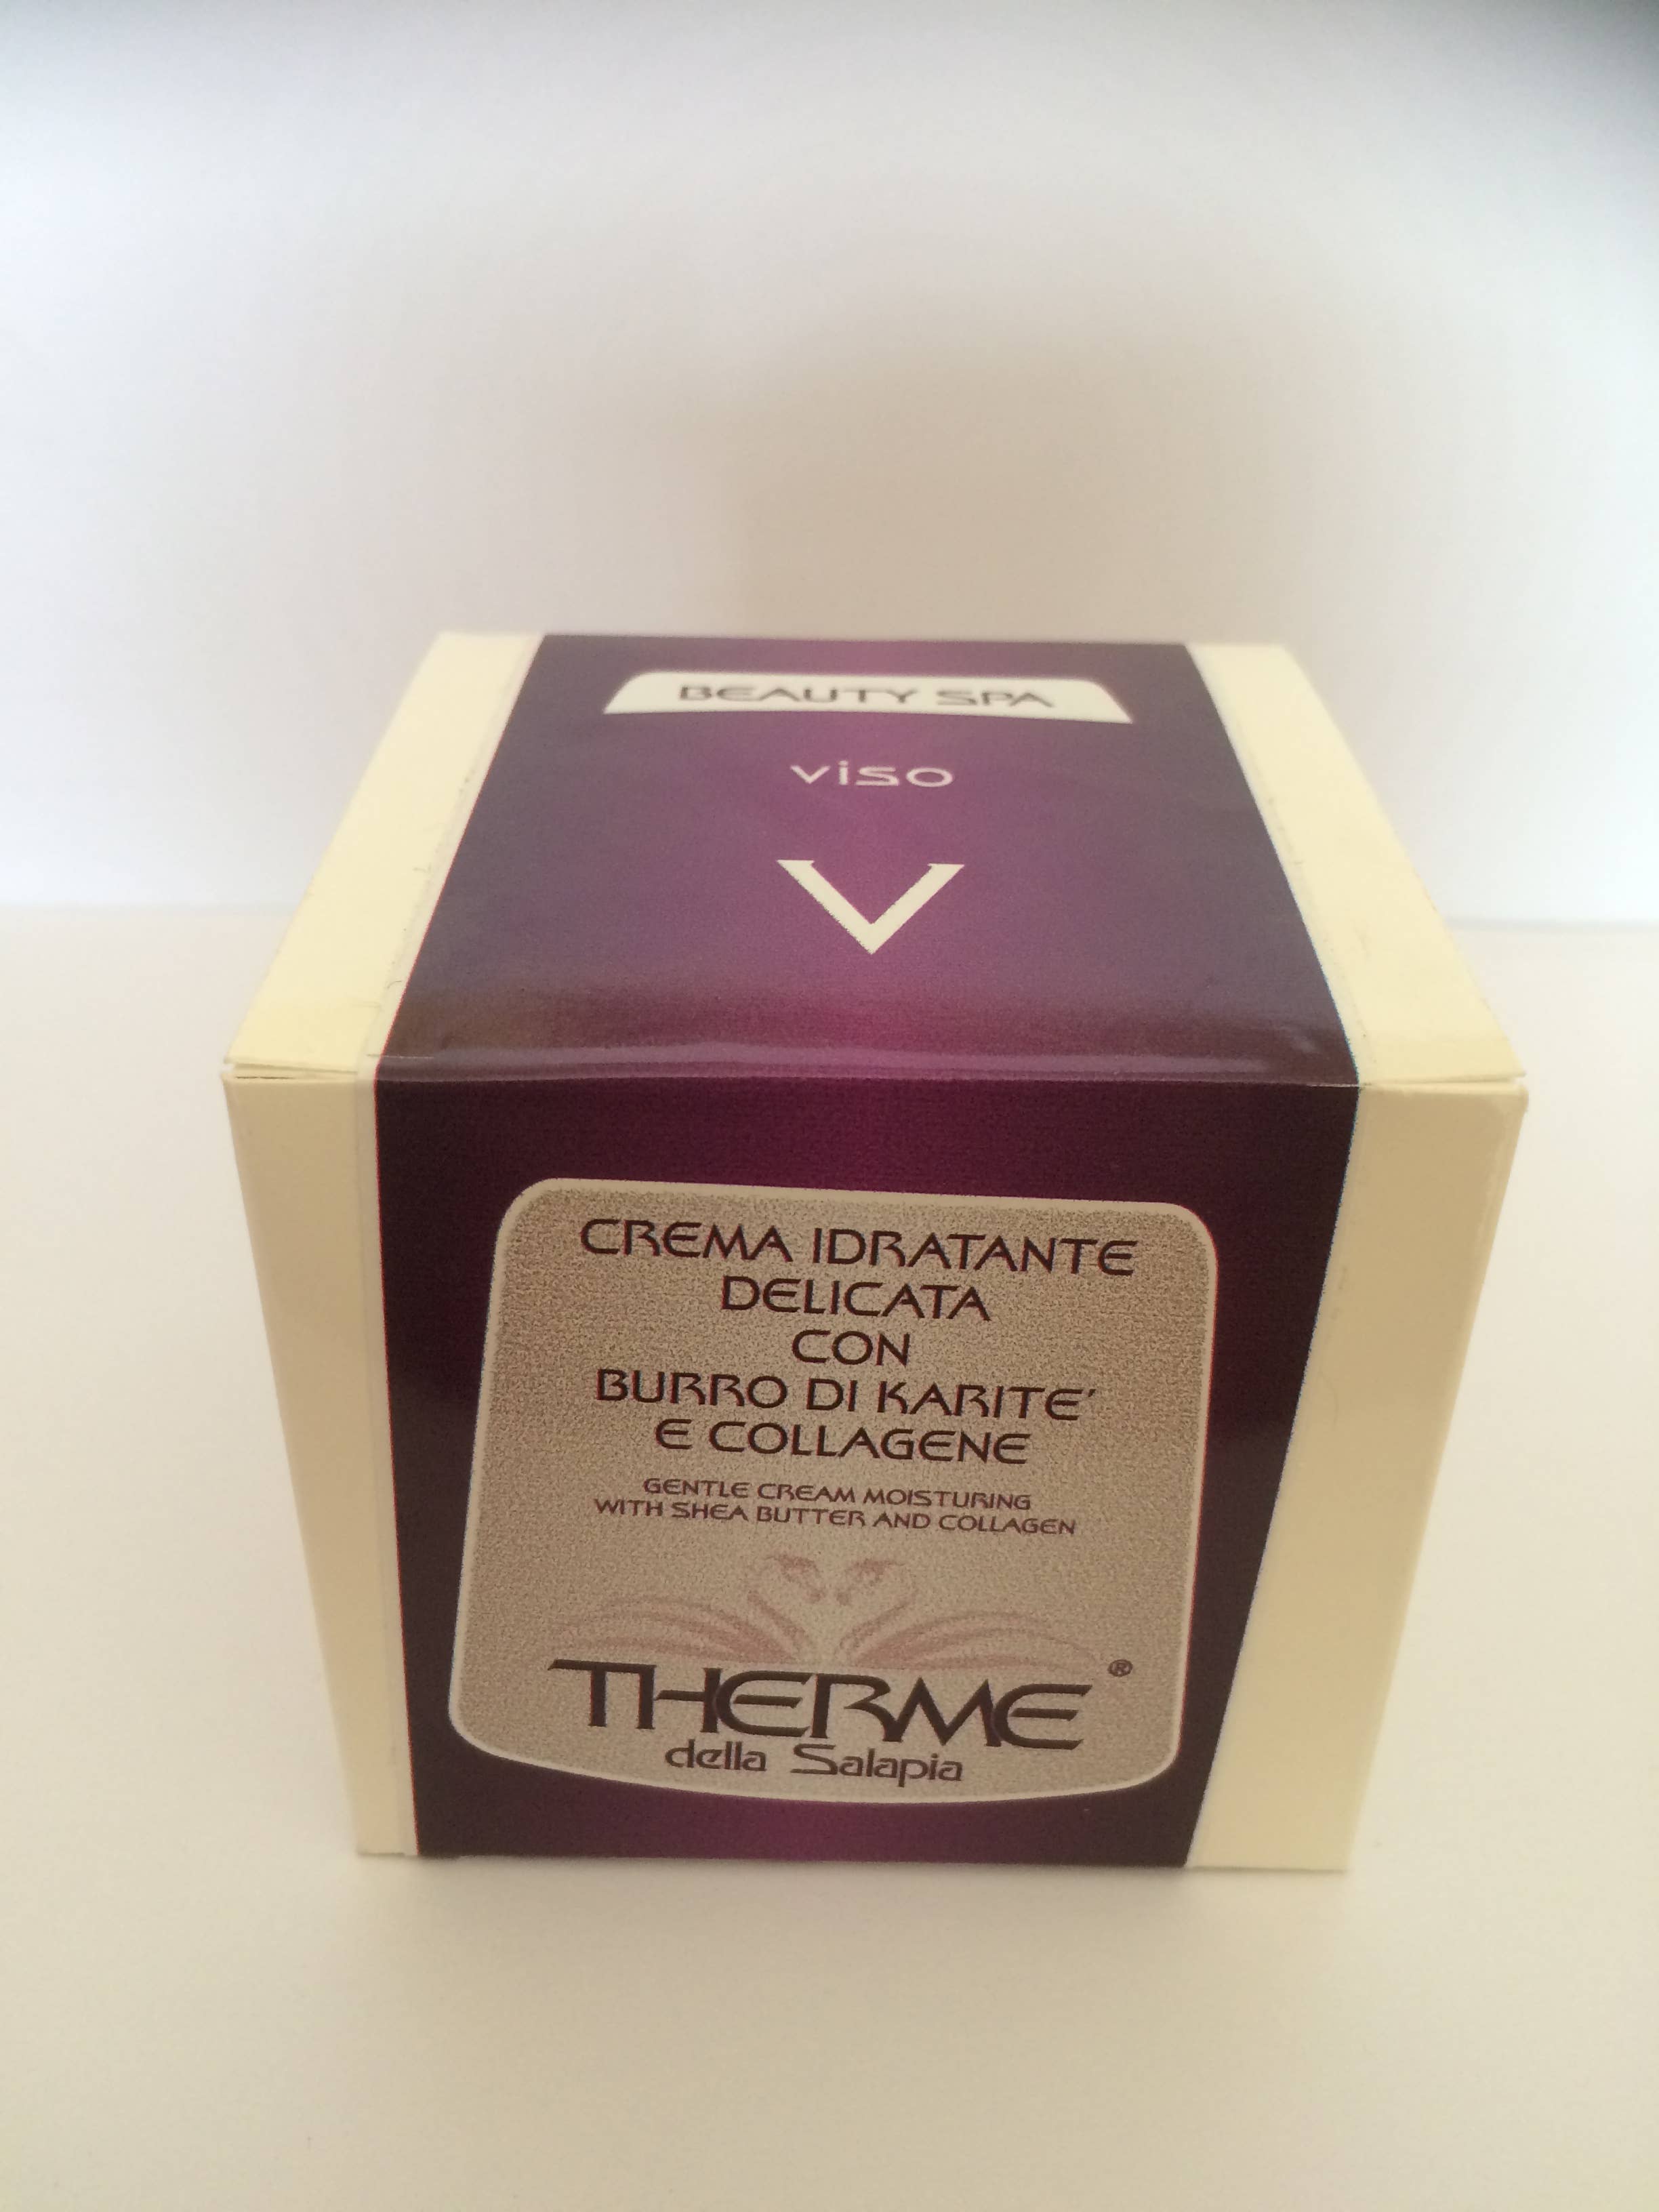 BEAUTY SPA
viso
V
CREMA IDRATANTE
DELICATA
CON
BURRO DI KARITE'
E COLLAGENE
GENTLE CREAM MOISTURING
WITH SHEA BUTTER AND COLLAGEN
THERME®
della Salapia